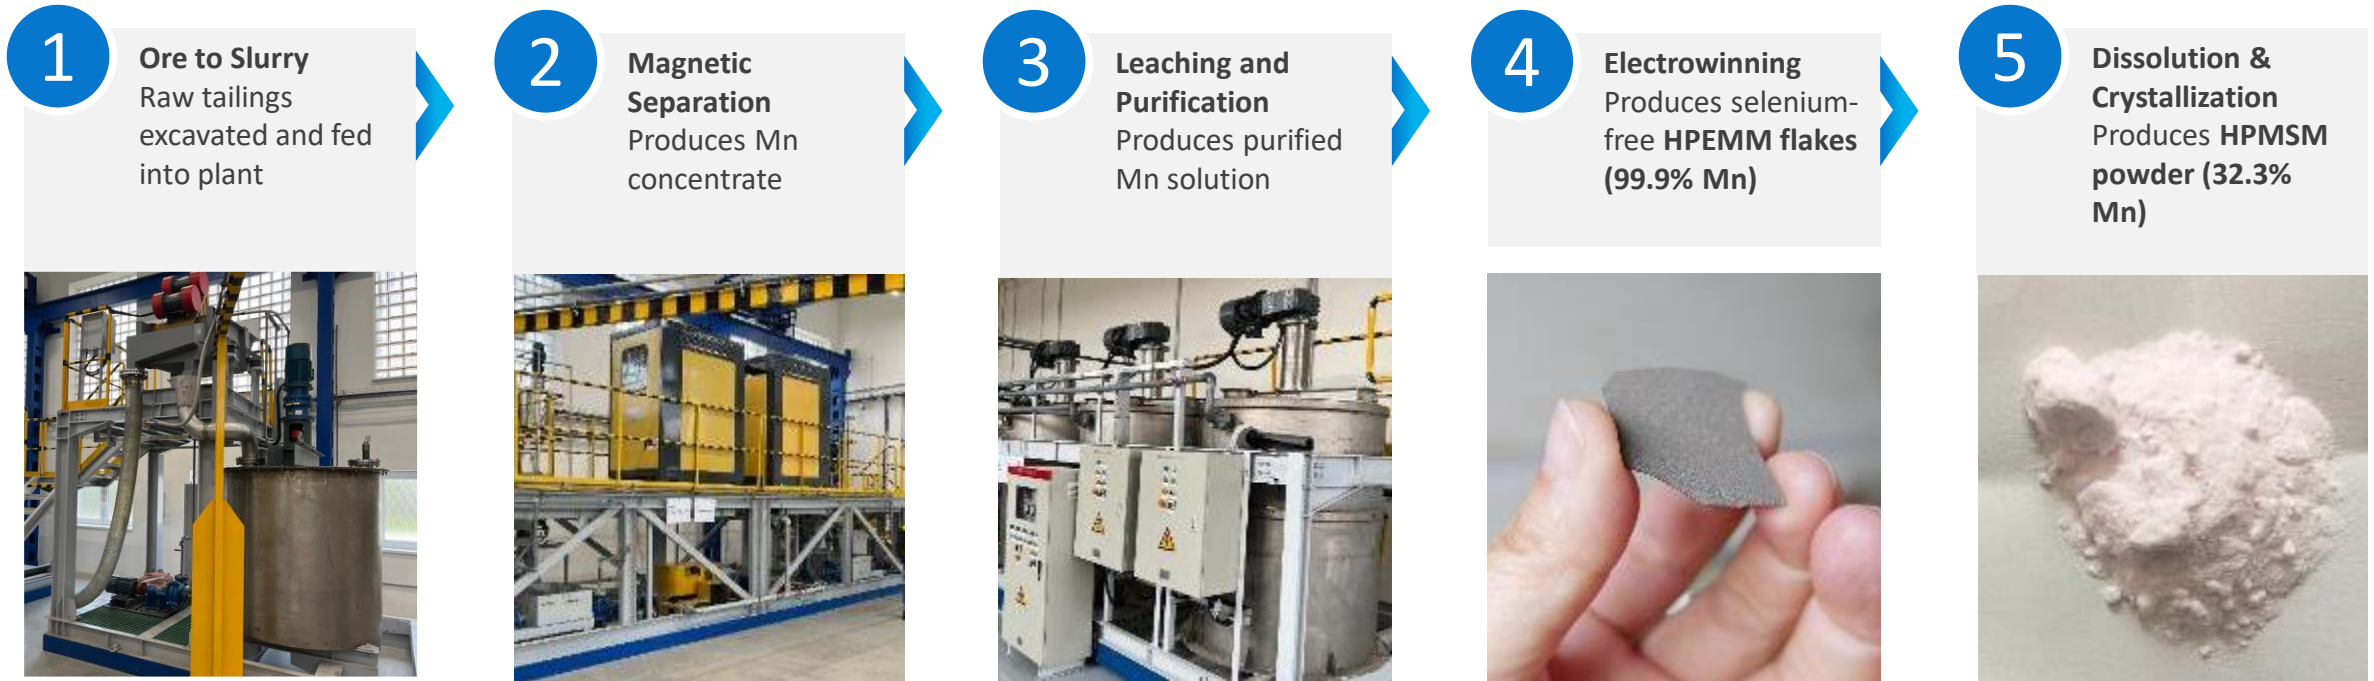 1
Ore to Slurry
Raw tailings
excavated and fed
into plant
2
Magnetic
Separation
Produces Mn
concentrate
3
Leaching and
Purification
Produces purified
Mn solution
4
Electrowinning
Produces selenium-
free HPEMM flakes
(99.9% Mn)
5
Dissolution &
Crystallization
Produces HPMSM
powder (32.3%
Mn)